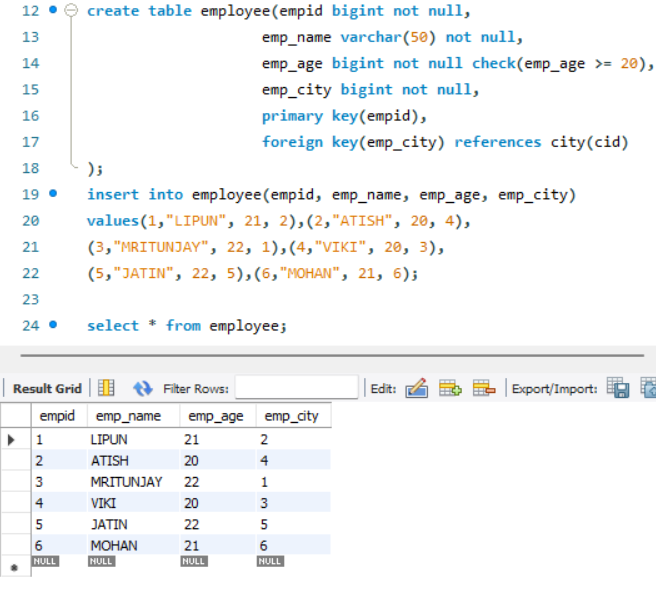 12 create table employee(empid bigint not null,
13 emp_name varchar(50) not null,
14 emp_age bigint not null check(emp_age >= 20),
15 emp_city bigint not null,
16 primary key(empid),
17 foreign key(emp_city) references city(cid)
18 );
19 insert into employee(empid, emp_name, emp_age, emp_city)
20 values(1,"LIPUN", 21, 2),(2,"ATISH", 20, 4),
21 (3,"MRITUNJAY", 22, 1),(4,"VIKI", 20, 3),
22 (5,"JATIN", 22, 5),(6,"MOHAN", 21, 6);
23
24 select * from employee;
Result Grid Filter Rows: Edit: Export/Import:
empid emp_name emp_age emp_city
1 LIPUN 21 2
2 ATISH 20 4
3 MRITUNJAY 22 1
4 VIKI 20 3
5 JATIN 22 5
6 MOHAN 21 6
NULL NULL NULL NULL